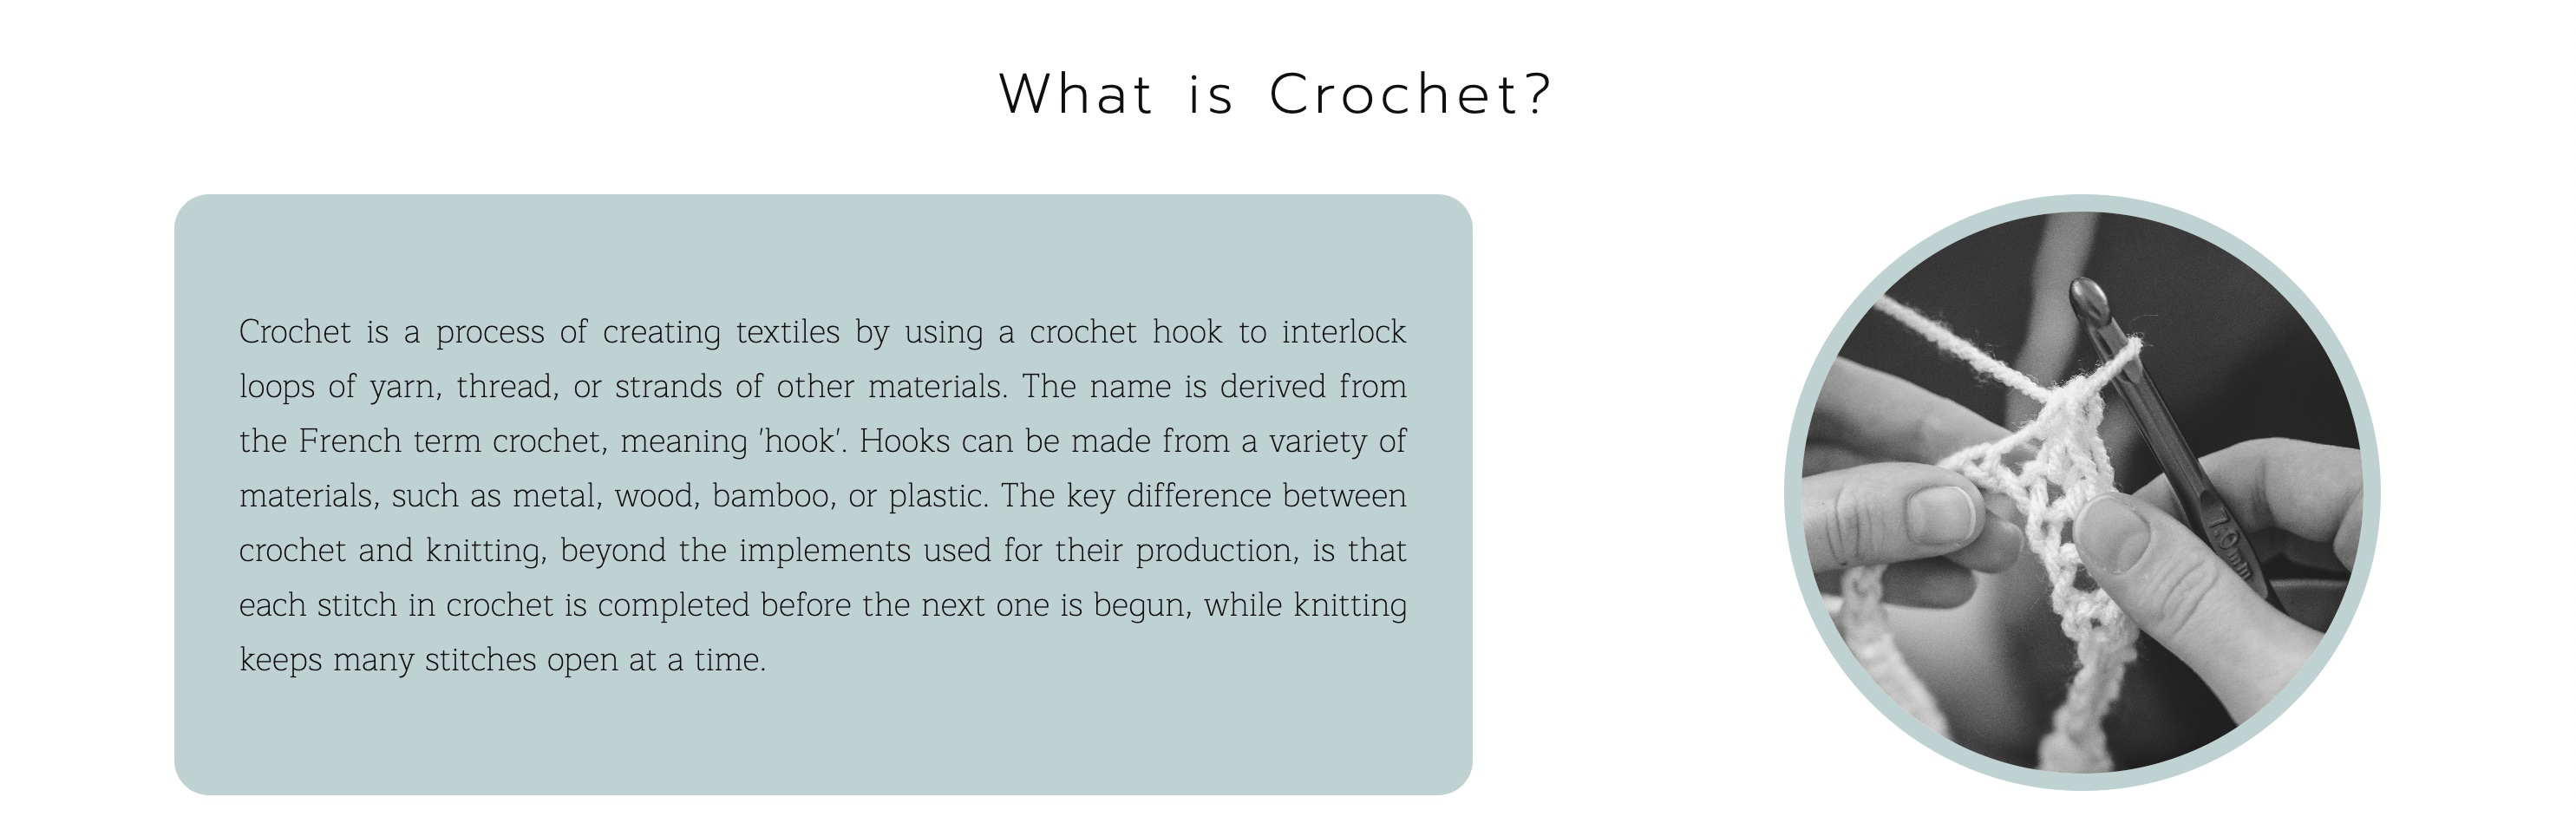 What is Crochet?
Crochet is a process of creating textiles by using a crochet hook to interlock
loops of yarn, thread, or strands of other materials. The name is derived from
the French term crochet, meaning 'hook'. Hooks can be made from a variety of
materials, such as metal, wood, bamboo, or plastic. The key difference between
crochet and knitting, beyond the implements used for their production, is that
each stitch in crochet is completed before the next one is begun, while knitting
keeps many stitches open at a time.
7.0mm